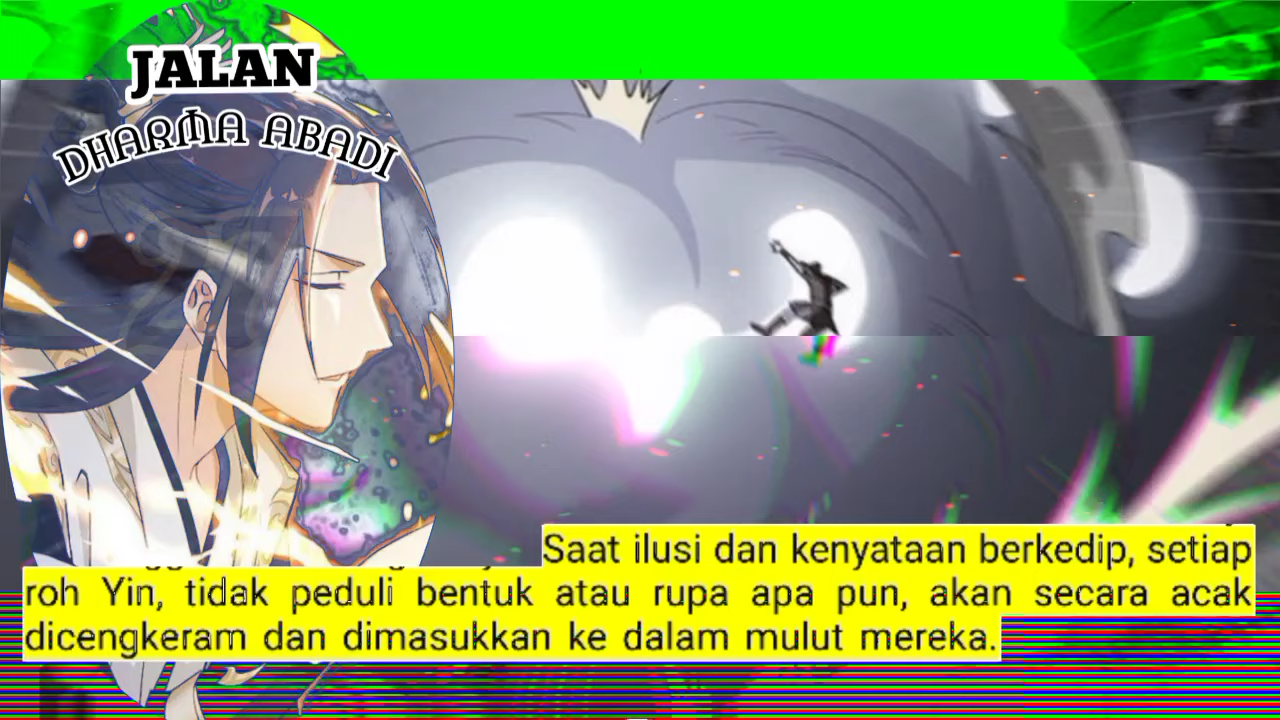 JALAN
DHARMA ABADI
Saat ilusi dan kenyataan berkedip, setiap
roh Yin, tidak peduli bentuk atau rupa apa pun, akan secara acak
dicengkeram dan dimasukkan ke dalam mulut mereka.